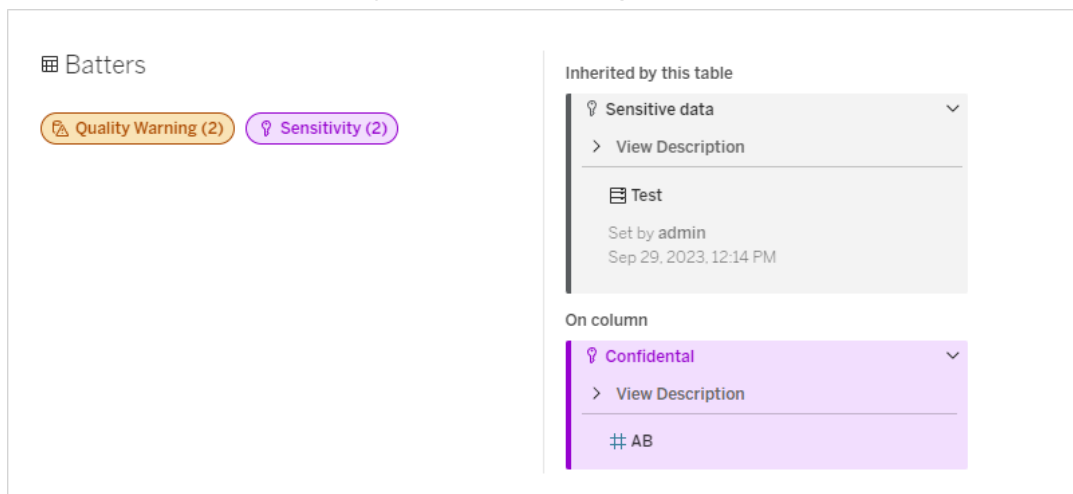 Batters
Quality Warning (2)
Sensitivity (2)
Inherited by this table
Sensitive data
View Description
Test
Set by admin
Sep 29, 2023, 12:14 PM
On column
Confidental
View Description
AB